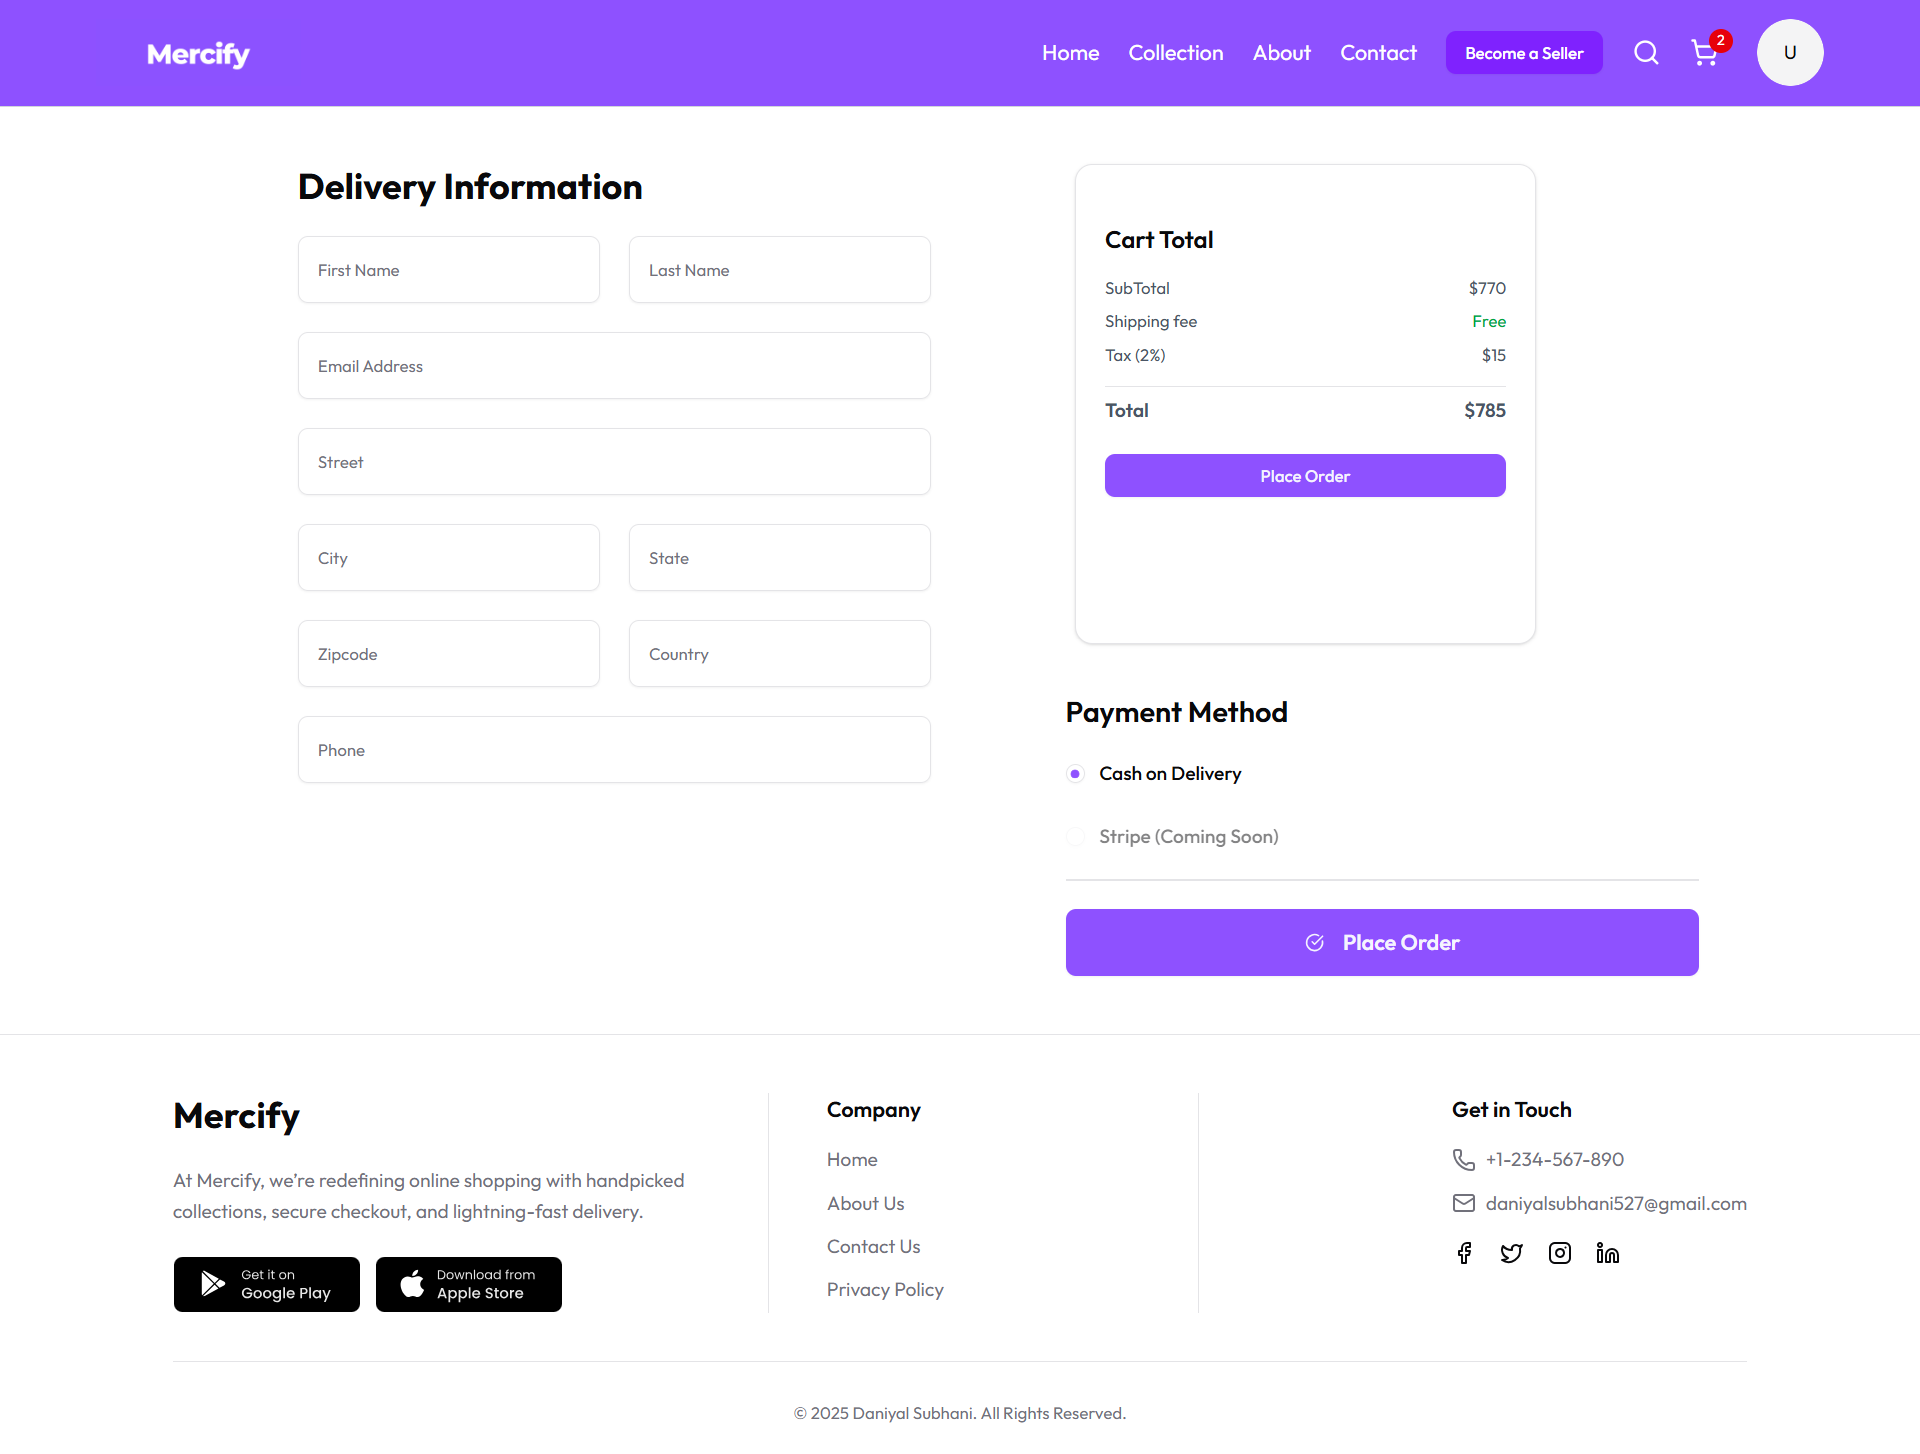 Mercify
Home
Collection
About
Contact
Become a Seller
2
U
Delivery Information
First Name
Last Name
Email Address
Street
City
State
Zipcode
Country
Phone
Cart Total
SubTotal $770
Shipping fee Free
Tax (2%) $15
Total $785
Place Order
Payment Method
Cash on Delivery
Stripe (Coming Soon)
Place Order
Mercify
At Mercify, we’re redefining online shopping with handpicked
collections, secure checkout, and lightning-fast delivery.
Get it on
Google Play
Download from
Apple Store
Company
Home
About Us
Contact Us
Privacy Policy
Get in Touch
+1-234-567-890
daniyalsubhani527@gmail.com
© 2025 Daniyal Subhani. All Rights Reserved.